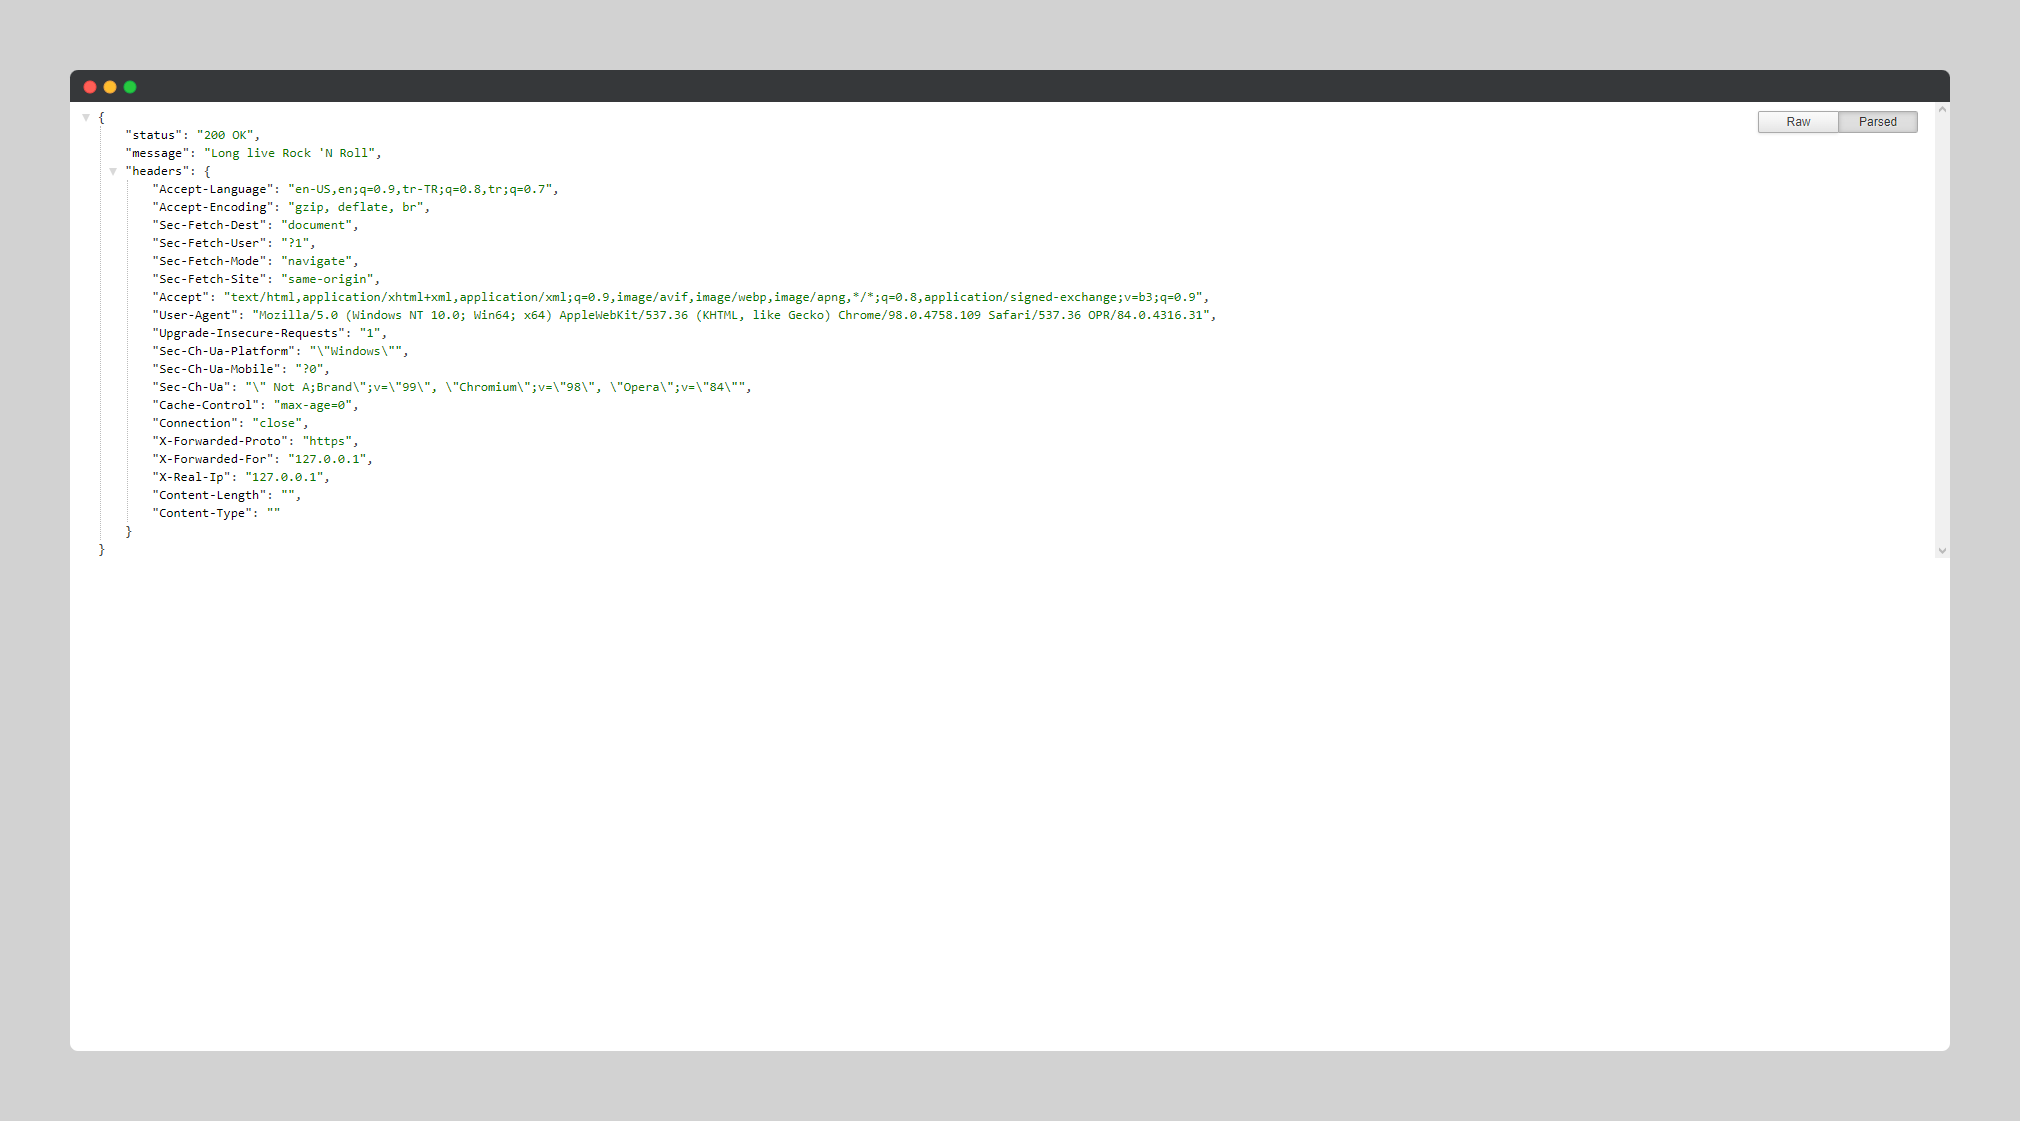 {
Raw Parsed
"status": "200 OK",
"message": "Long live Rock 'N Roll",
"headers": {
"Accept-Language": "en-US,en;q=0.9,tr-TR;q=0.8,tr;q=0.7",
"Accept-Encoding": "gzip, deflate, br",
"Sec-Fetch-Dest": "document",
"Sec-Fetch-User": "?1",
"Sec-Fetch-Mode": "navigate",
"Sec-Fetch-Site": "same-origin",
"Accept": "text/html,application/xhtml+xml,application/xml;q=0.9,image/avif,image/webp,image/apng,*/*;q=0.8,application/signed-exchange;v=b3;q=0.9",
"User-Agent": "Mozilla/5.0 (Windows NT 10.0; Win64; x64) AppleWebKit/537.36 (KHTML, like Gecko) Chrome/98.0.4758.109 Safari/537.36 OPR/84.0.4316.31",
"Upgrade-Insecure-Requests": "1",
"Sec-Ch-Ua-Platform": "\"Windows\"",
"Sec-Ch-Ua-Mobile": "?0",
"Sec-Ch-Ua": "\" Not A;Brand\";v=\"99\", \"Chromium\";v=\"98\", \"Opera\";v=\"84\"",
"Cache-Control": "max-age=0",
"Connection": "close",
"X-Forwarded-Proto": "https",
"X-Forwarded-For": "127.0.0.1",
"X-Real-Ip": "127.0.0.1",
"Content-Length": "",
"Content-Type": ""
}
}